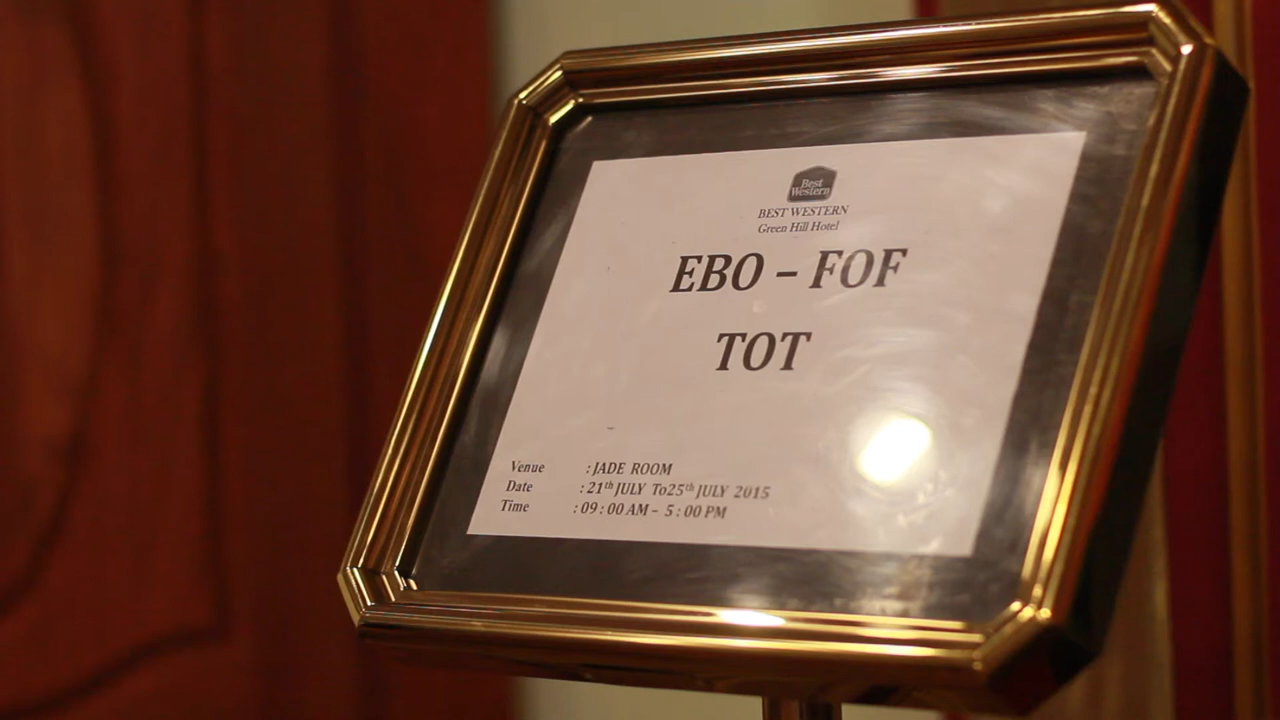 Best
Western
BEST WESTERN
Green Hill Hotel
EBO – FOF
TOT
Venue : JADE ROOM
Date : 21th JULY To25th JULY 2015
Time : 09 : 00 AM – 5 : 00 PM